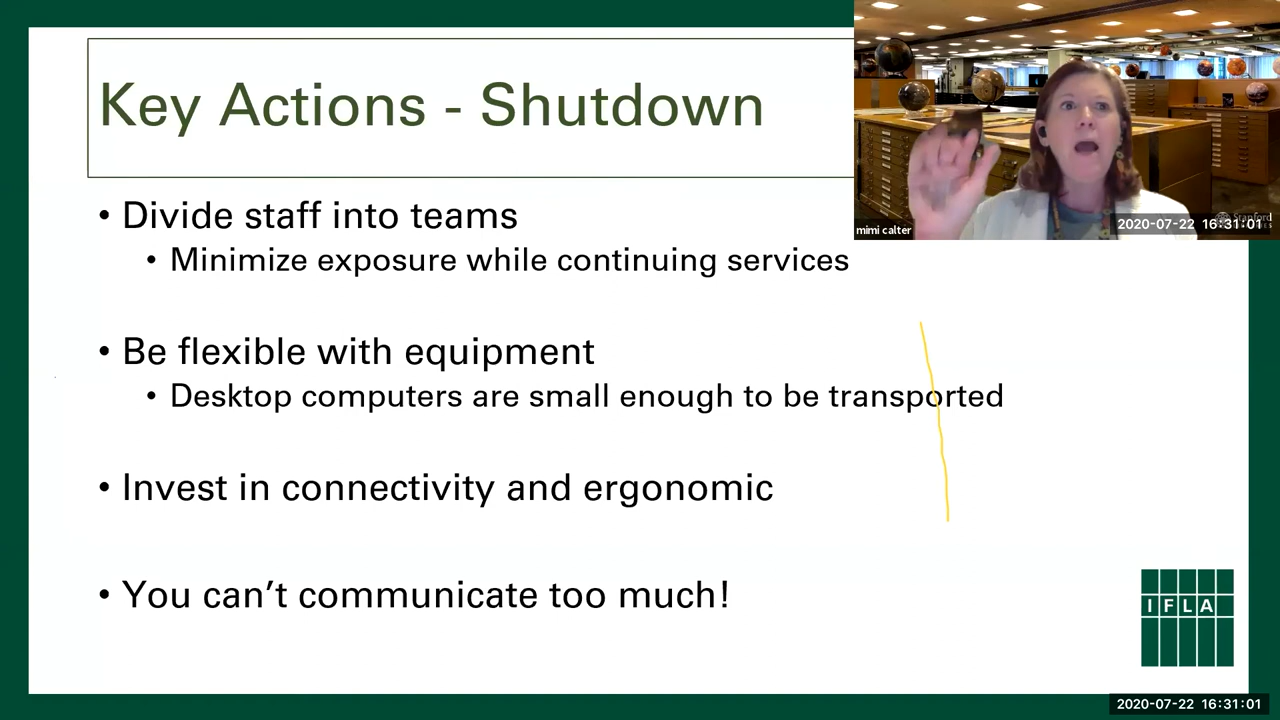 Key Actions - Shutdown
• Divide staff into teams
• Minimize exposure while continuing services
• Be flexible with equipment
• Desktop computers are small enough to be transported
• Invest in connectivity and ergonomic
• You can’t communicate too much!
mimi calter
Stanford
2020-07-22 16:31:01
IFLA
2020-07-22 16:31:01